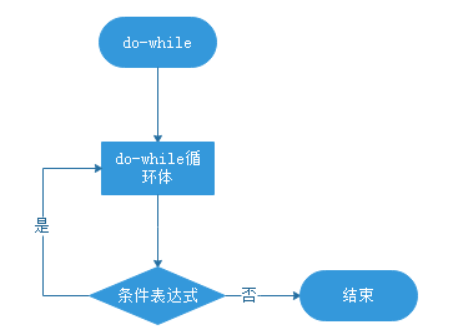 do-while
do-while循
环体
是
条件表达式
否
结束